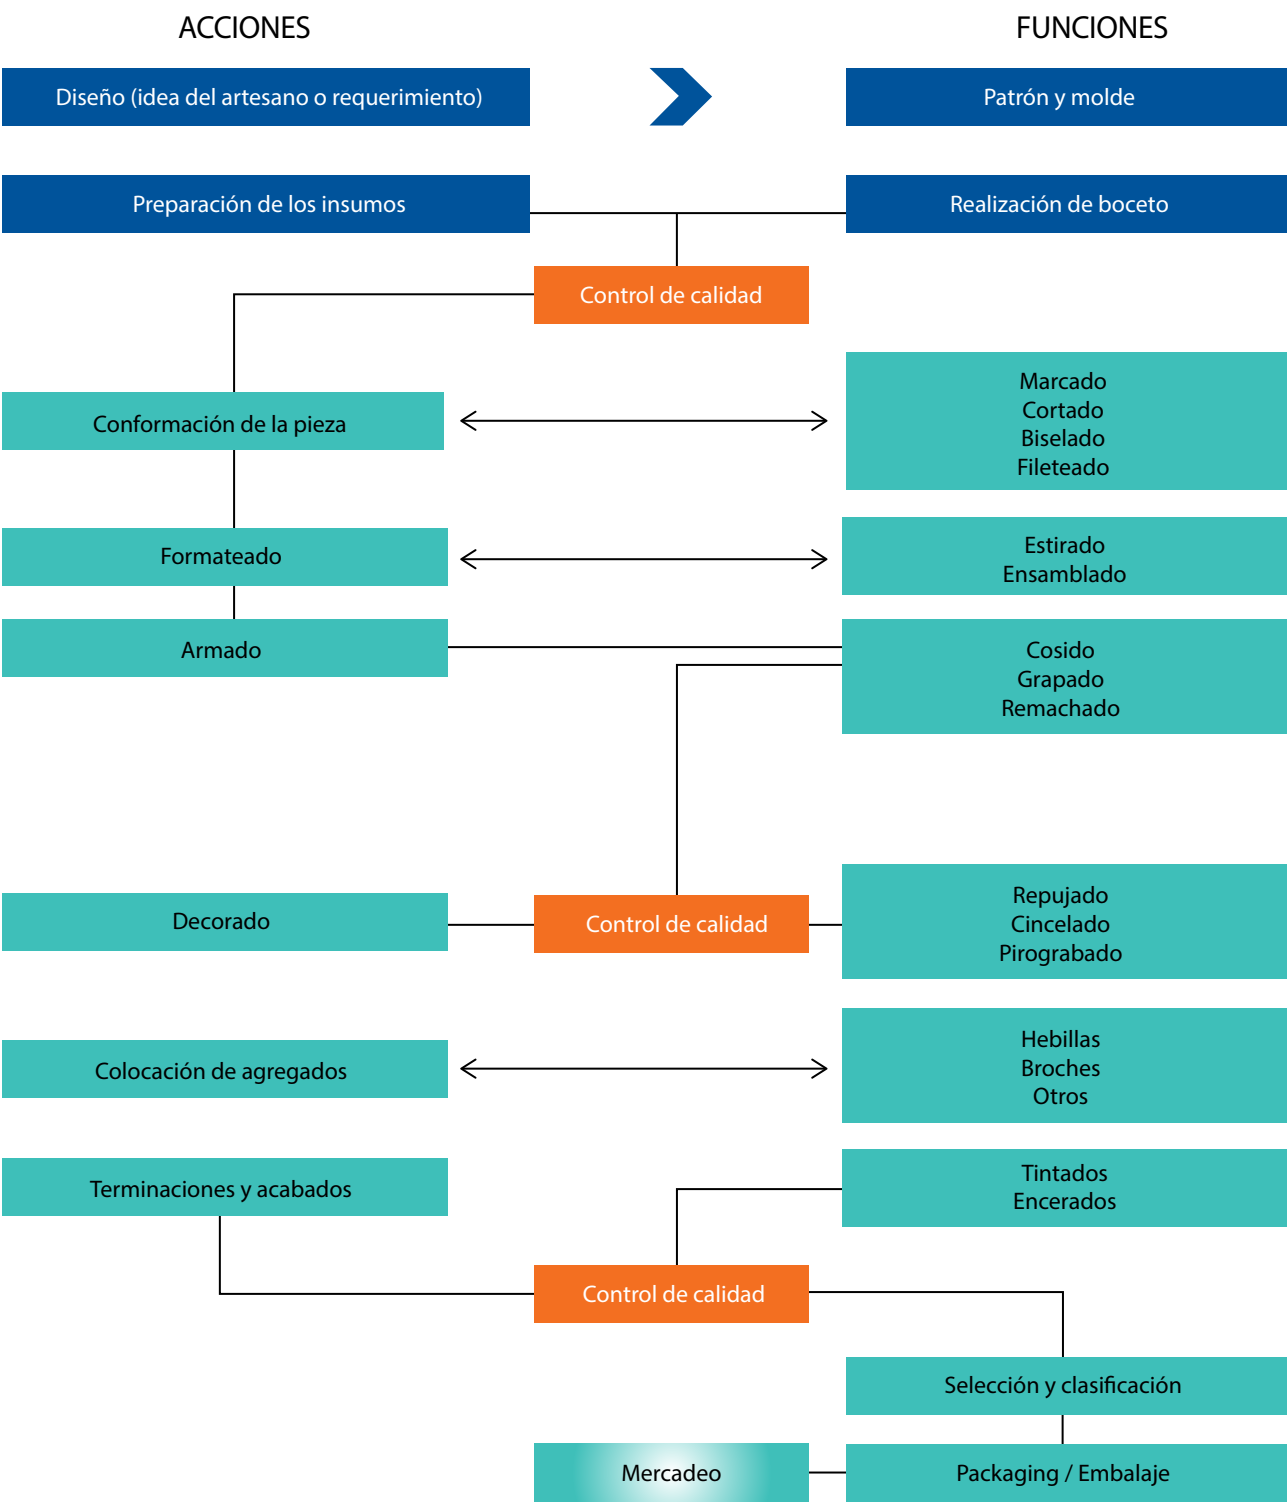 ACCIONES
FUNCIONES
Diseño (idea del artesano o requerimiento)
Patrón y molde
Preparación de los insumos
Realización de boceto
Control de calidad
Conformación de la pieza
Marcado
Cortado
Biselado
Fileteado
Formateado
Estirado
Ensamblado
Armado
Cosido
Grapado
Remachado
Decorado
Control de calidad
Repujado
Cincelado
Pirograbado
Colocación de agregados
Hebillas
Broches
Otros
Terminaciones y acabados
Tintados
Encerados
Control de calidad
Selección y clasificación
Mercadeo
Packaging / Embalaje